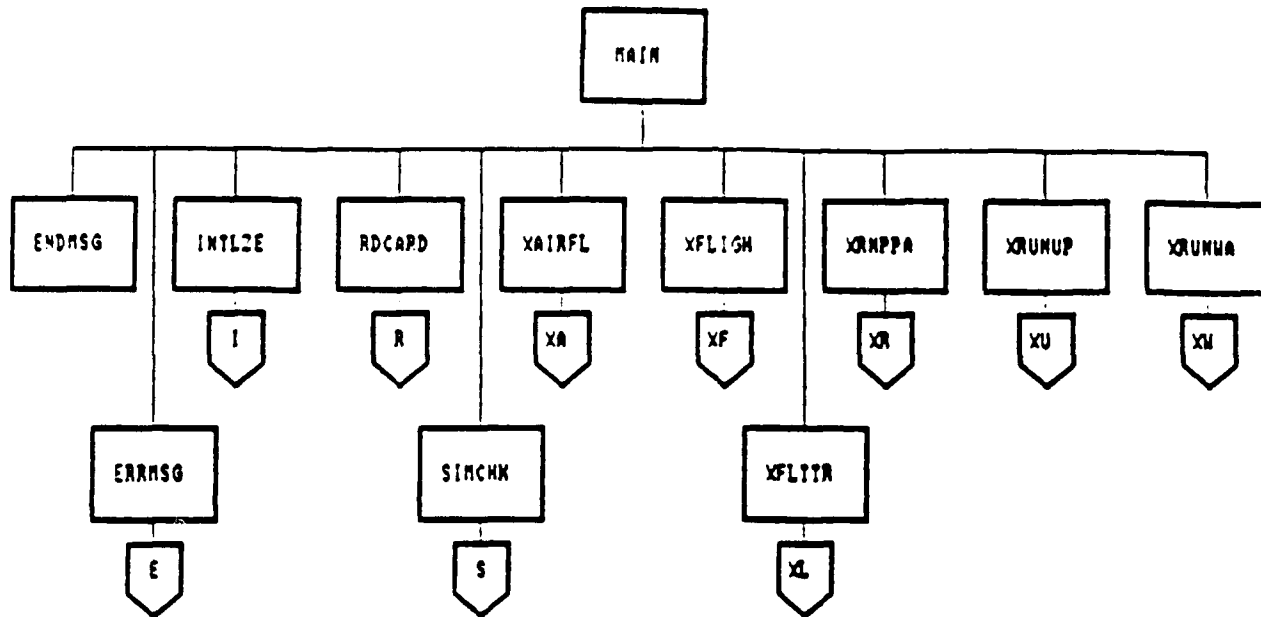 MAIN
ENDMSG INTLZE RDCARD XAIRFL XFLIGH XRNPPA XRUNUP XRUNWA
I R XA XF XR XU XW
ERRMSG SIMCHK XFLTTR
E S XL